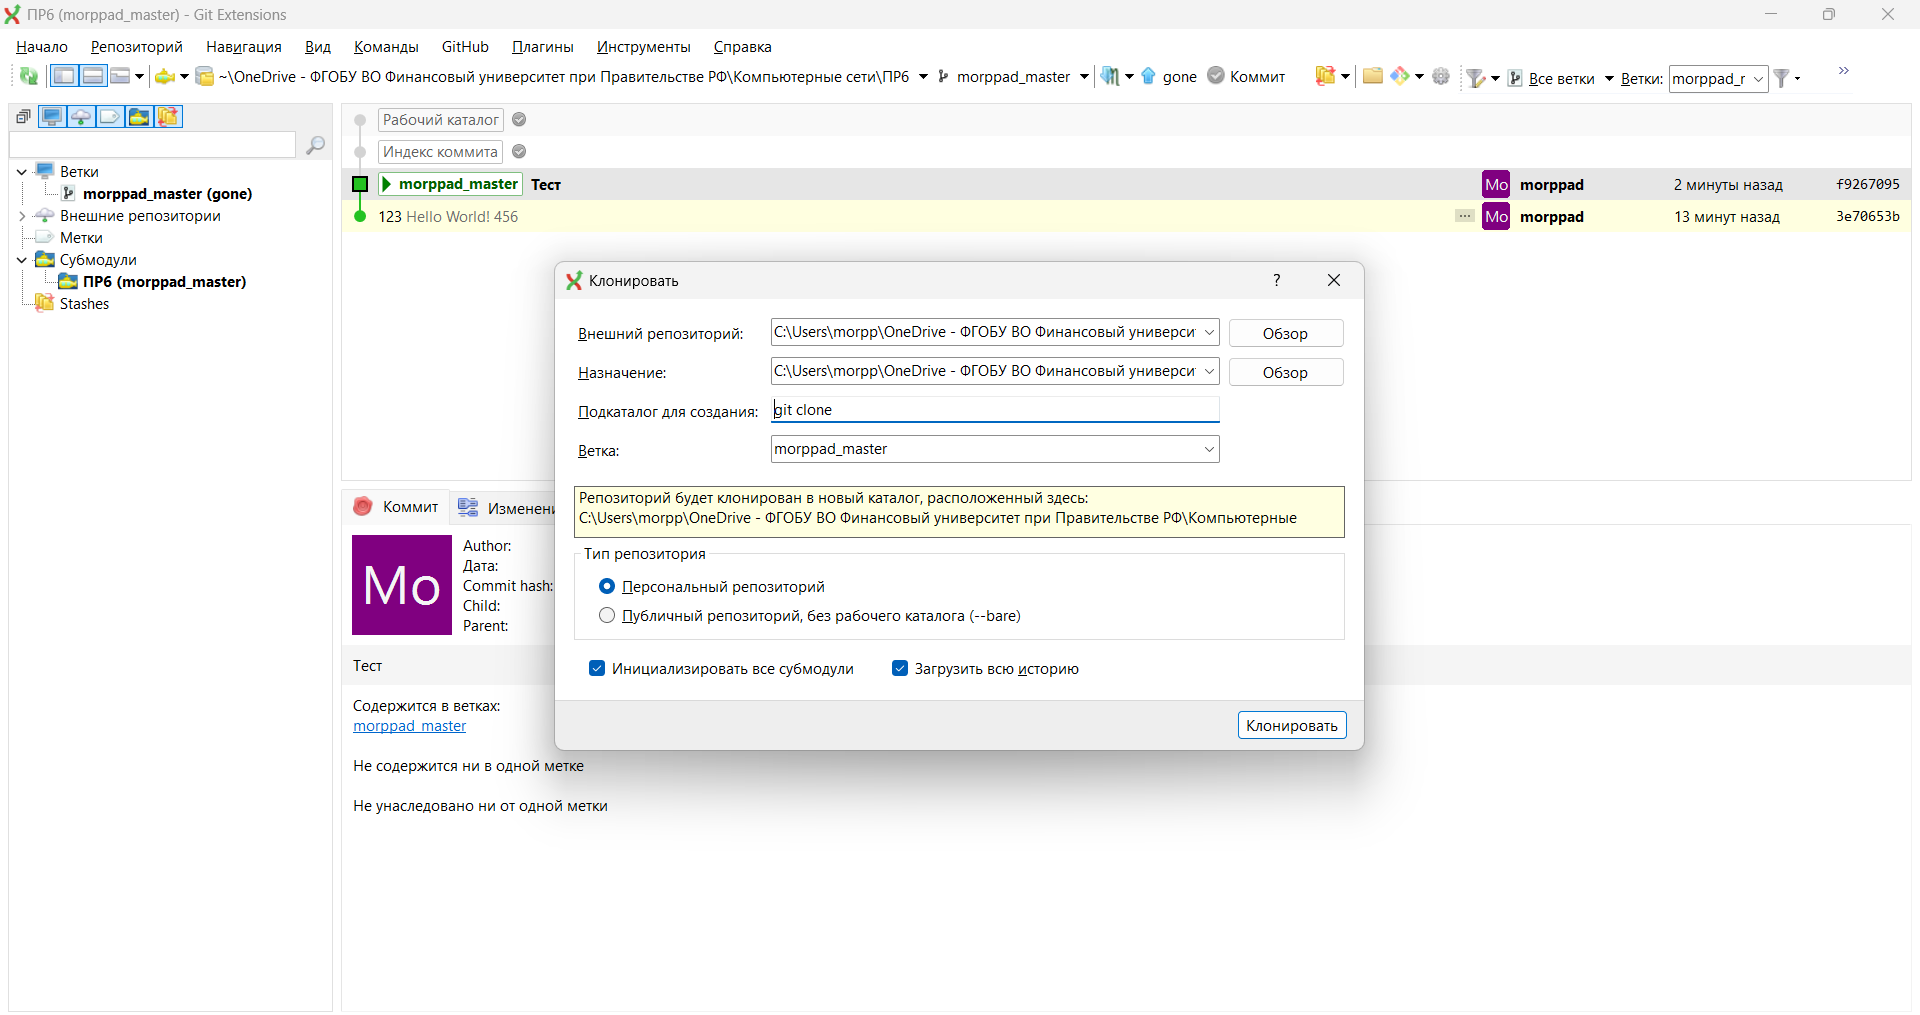 ПР6 (morppad_master) - Git Extensions
Начало Репозиторий Навигация Вид Команды GitHub Плагины Инструменты Справка
~\OneDrive - ФГОБУ ВО Финансовый университет при Правительстве РФ\Компьютерные сети\ПР6 morppad_master gone Коммит Все ветки Ветки: morppad_r »
Рабочий каталог
Индекс коммита
morppad_master Тест Mo morppad 2 минуты назад f9267095
123 Hello World! 456 ... Mo morppad 13 минут назад 3e70653b
Ветки
morppad_master (gone)
Внешние репозитории
Метки
Субмодули
ПР6 (morppad_master)
Stashes
Клонировать ?
Внешний репозиторий: C:\Users\morpp\OneDrive - ФГОБУ ВО Финансовый универси Обзор
Назначение: C:\Users\morpp\OneDrive - ФГОБУ ВО Финансовый универси Обзор
Подкаталог для создания: git clone
Ветка: morppad_master
Репозиторий будет клонирован в новый каталог, расположенный здесь:
C:\Users\morpp\OneDrive - ФГОБУ ВО Финансовый университет при Правительстве РФ\Компьютерные
Тип репозитория
Персональный репозиторий
Публичный репозиторий, без рабочего каталога (--bare)
Инициализировать все субмодули Загрузить всю историю
Клонировать
Коммит Изменени
Mo
Author:
Дата:
Commit hash:
Child:
Parent:
Тест
Содержится в ветках:
morppad_master
Не содержится ни в одной метке
Не унаследовано ни от одной метки